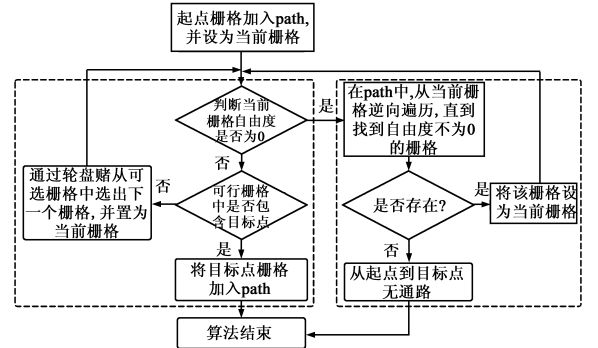 起点栅格加入path,
并设为当前栅格
判断当前
栅格自由度
是否为0
是
在path中,从当前栅
格逆向遍历,直到
找到自由度不为0
的栅格
否
通过轮盘赌从可
选栅格中选出下
一个栅格,并置为
当前栅格
否
可行栅格
中是否包
含目标点
是
是否存在?
是
将该栅格设
为当前栅格
否
将目标点栅格
加入path
从起点到目标点
无通路
算法结束